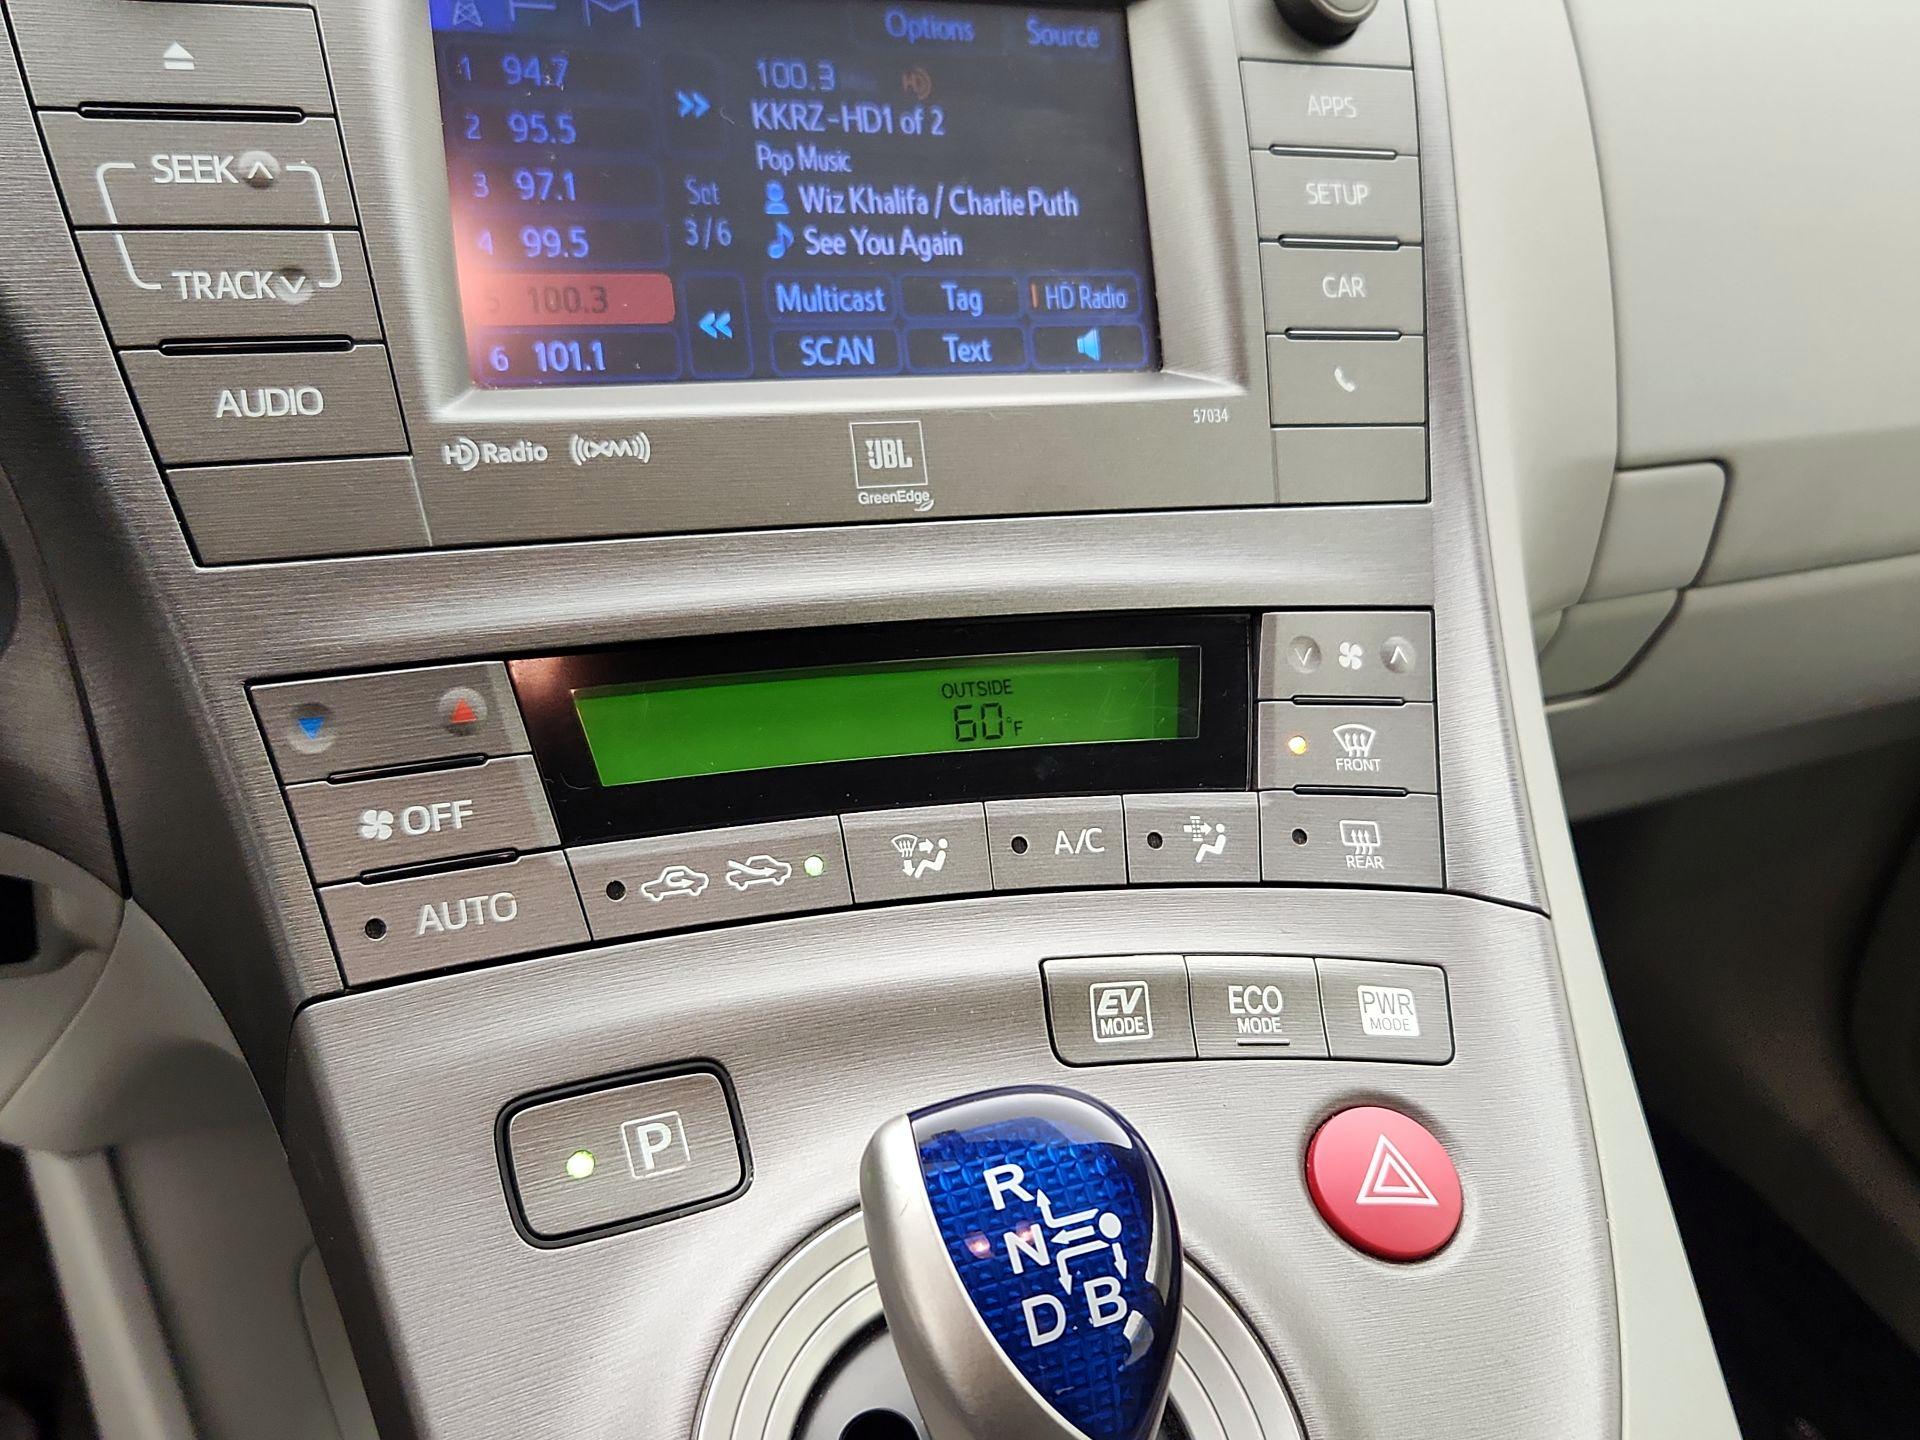 FM
Options
Source
1 94.7
2 95.5
3 97.1
4 99.5
5 100.3
6 101.1
Set
3/6
100.3 HD
KKRZ-HD1 of 2
Pop Music
Wiz Khalifa / Charlie Puth
See You Again
Multicast
Tag
HD Radio
SCAN
Text
SEEK
TRACK
AUDIO
APPS
SETUP
CAR
57034
HD Radio
((XM))
JBL
GreenEdge
OUTSIDE
60°F
OFF
AUTO
A/C
FRONT
REAR
EV
MODE
ECO
MODE
PWR
MODE
P
R
N
D
B